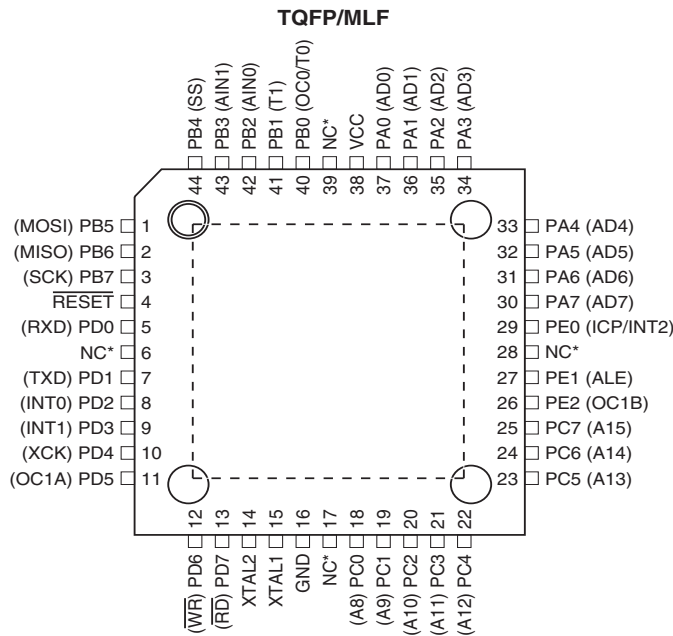 TQFP/MLF
PB4 (SS)
PB3 (AIN1)
PB2 (AIN0)
PB1 (T1)
PB0 (OC0/T0)
NC*
VCC
PA0 (AD0)
PA1 (AD1)
PA2 (AD2)
PA3 (AD3)
44
43
42
41
40
39
38
37
36
35
34
(MOSI) PB5 1
(MISO) PB6 2
(SCK) PB7 3
RESET 4
(RXD) PD0 5
NC* 6
(TXD) PD1 7
(INT0) PD2 8
(INT1) PD3 9
(XCK) PD4 10
(OC1A) PD5 11
33 PA4 (AD4)
32 PA5 (AD5)
31 PA6 (AD6)
30 PA7 (AD7)
29 PE0 (ICP/INT2)
28 NC*
27 PE1 (ALE)
26 PE2 (OC1B)
25 PC7 (A15)
24 PC6 (A14)
23 PC5 (A13)
12
13
14
15
16
17
18
19
20
21
22
(WR) PD6
(RD) PD7
XTAL2
XTAL1
GND
NC*
(A8) PC0
(A9) PC1
(A10) PC2
(A11) PC3
(A12) PC4